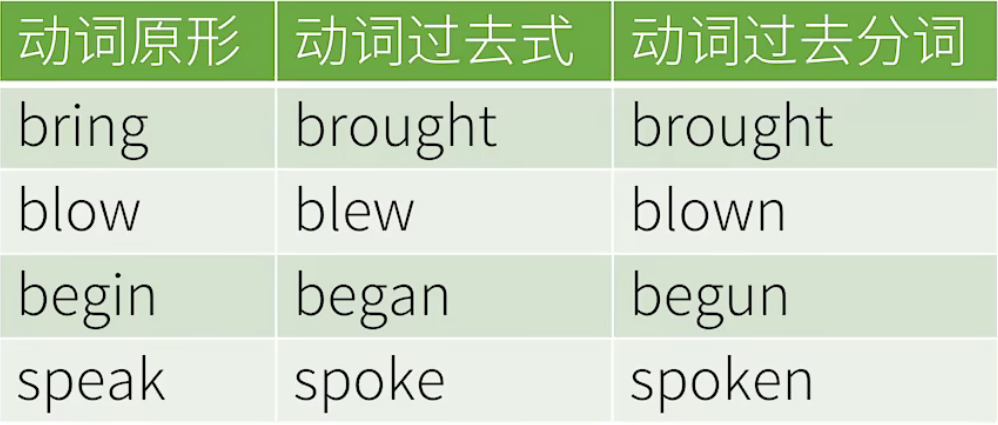 动词原形 动词过去式 动词过去分词
bring brought brought
blow blew blown
begin began begun
speak spoke spoken